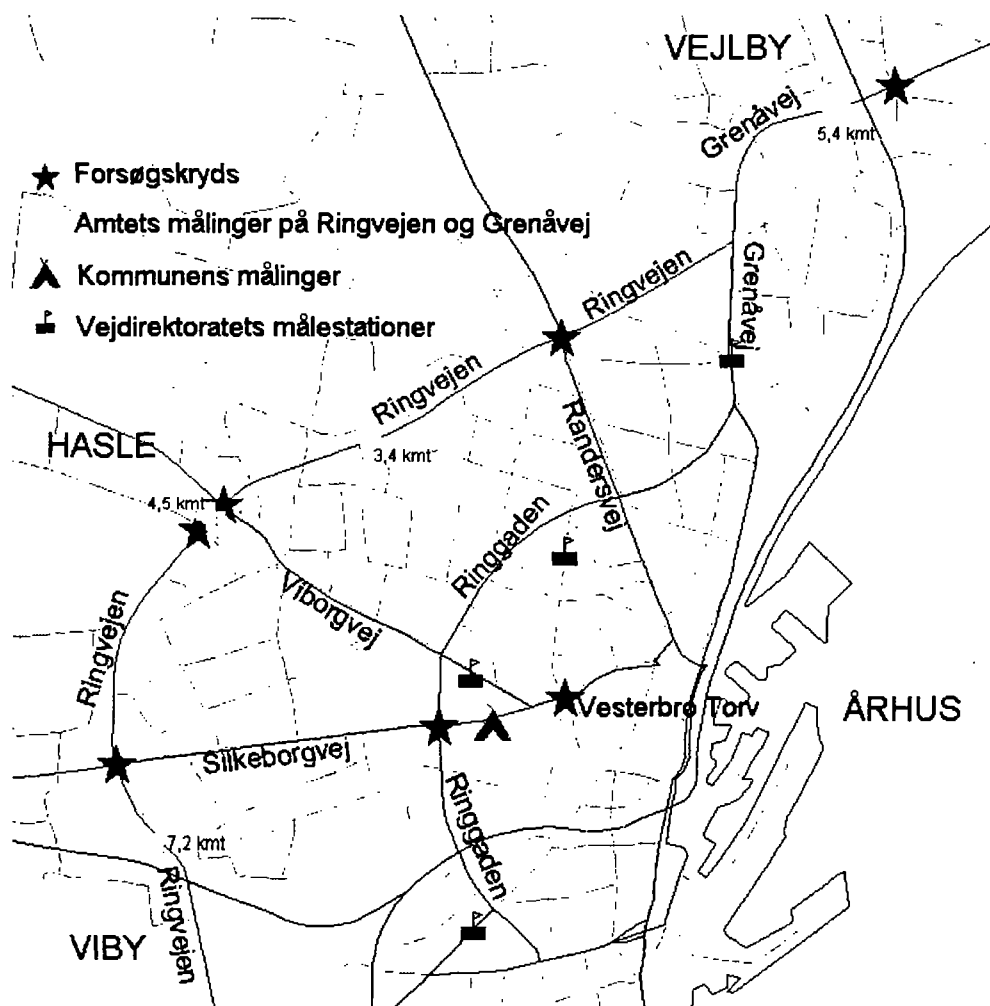 VEJLBY
Grenåvej
5,4 kmt
Forsøgskryds
Amtets målinger på Ringvejen og Grenåvej
Kommunens målinger
Vejdirektoratets målestationer
Ringvejen
Grenåvej
Ringvejen
HASLE
3,4 kmt
Randersvej
4,5 kmt
Ringgaden
Viborgvej
Ringvejen
Vesterbro Torv
ÅRHUS
Silkeborgvej
Ringgaden
7,2 kmt
Ringvejen
VIBY